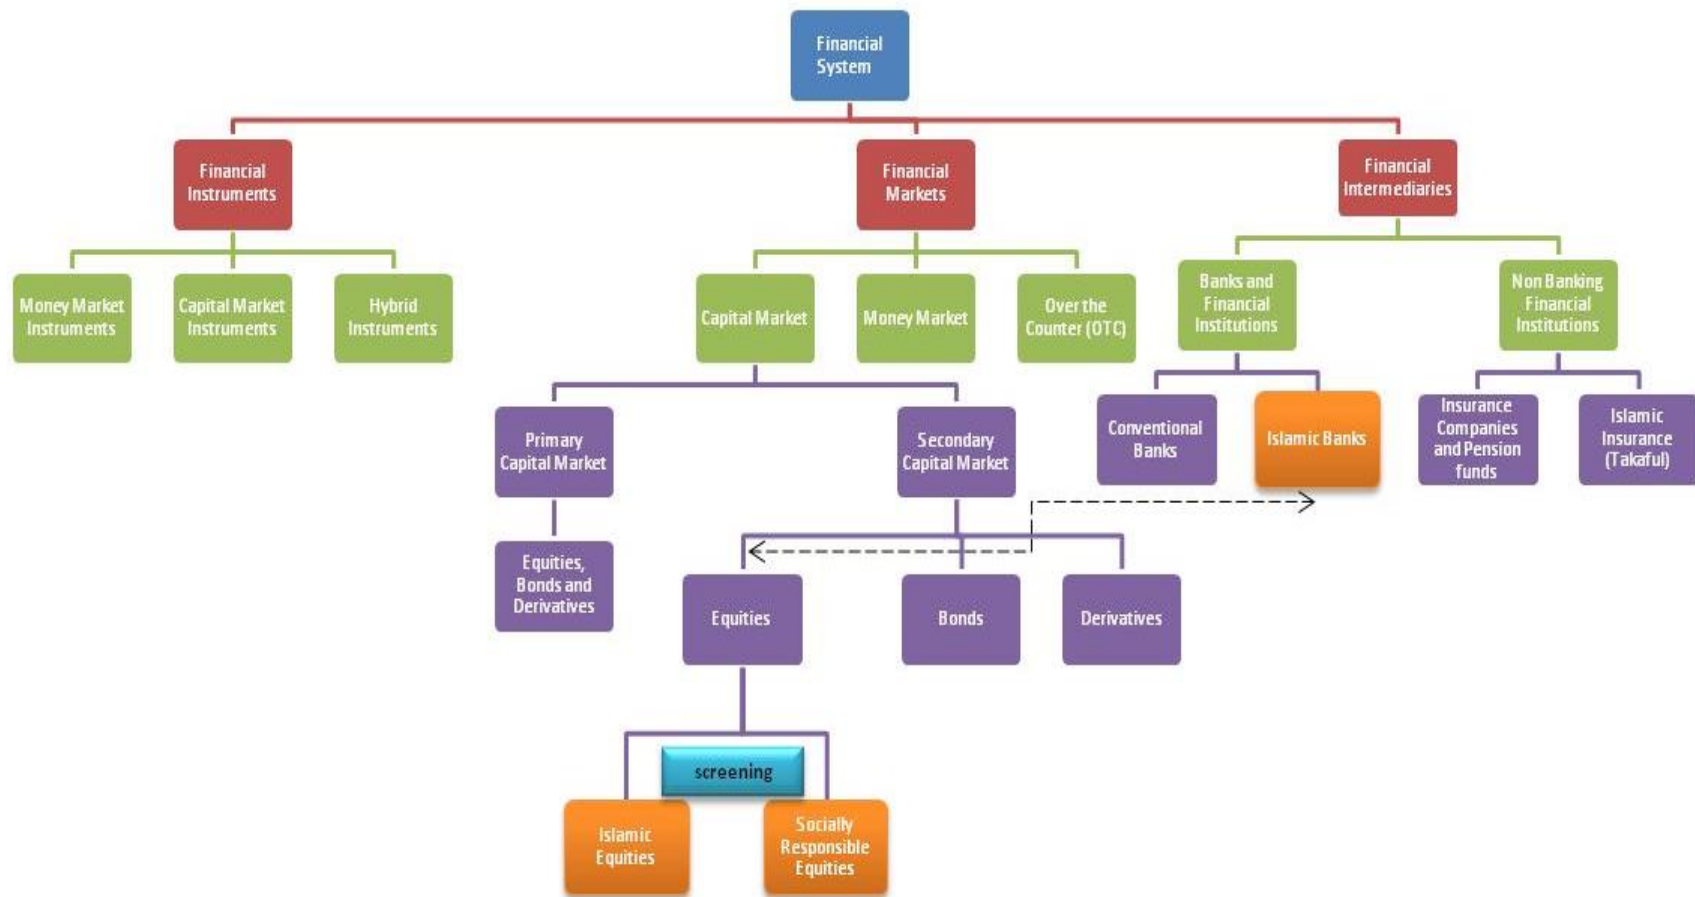 Financial
System
Financial
Instruments
Financial
Markets
Financial
Intermediaries
Money Market
Instruments
Capital Market
Instruments
Hybrid
Instruments
Capital Market
Money Market
Over the
Counter (OTC)
Banks and
Financial
Institutions
Non Banking
Financial
Institutions
Primary
Capital Market
Secondary
Capital Market
Conventional
Banks
Islamic Banks
Insurance
Companies
and Pension
funds
Islamic
Insurance
(Takaful)
Equities,
Bonds and
Derivatives
Equities
Bonds
Derivatives
screening
Islamic
Equities
Socially
Responsible
Equities